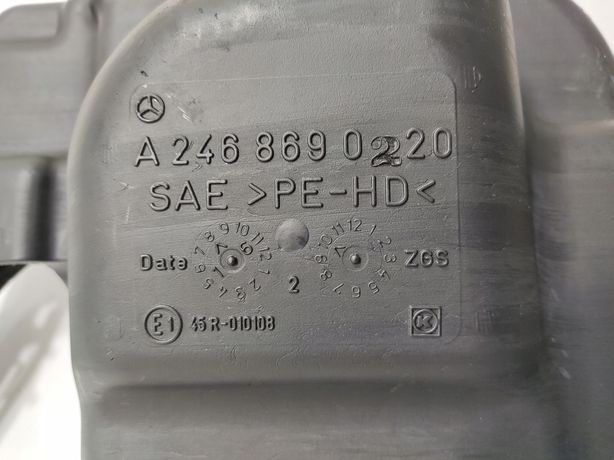 A 246 869 0220
SAE >PE-HD<
Date
ZGS
2
E1 45 R-010108
K